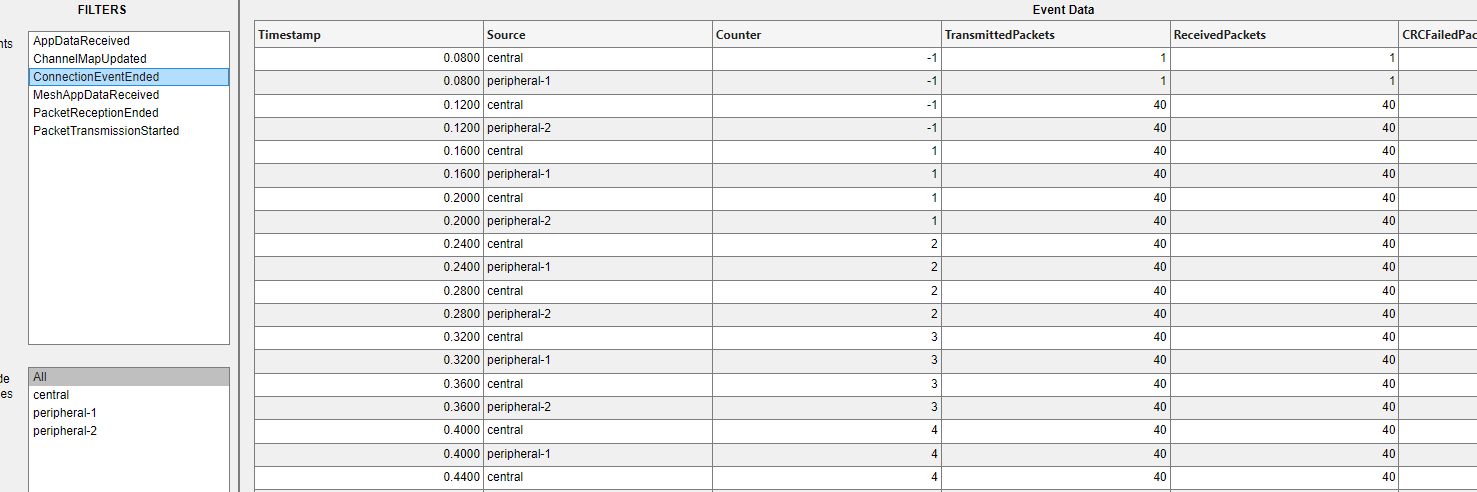 FILTERS
nts
AppDataReceived
ChannelMapUpdated
ConnectionEventEnded
MeshAppDataReceived
PacketReceptionEnded
PacketTransmissionStarted
de
es
All
central
peripheral-1
peripheral-2
Event Data
Timestamp Source Counter TransmittedPackets ReceivedPackets CRCFailedPac
0.0800 central -1 1 1
0.0800 peripheral-1 -1 1 1
0.1200 central -1 40 40
0.1200 peripheral-2 -1 40 40
0.1600 central 1 40 40
0.1600 peripheral-1 1 40 40
0.2000 central 1 40 40
0.2000 peripheral-2 1 40 40
0.2400 central 2 40 40
0.2400 peripheral-1 2 40 40
0.2800 central 2 40 40
0.2800 peripheral-2 2 40 40
0.3200 central 3 40 40
0.3200 peripheral-1 3 40 40
0.3600 central 3 40 40
0.3600 peripheral-2 3 40 40
0.4000 central 4 40 40
0.4000 peripheral-1 4 40 40
0.4400 central 4 40 40